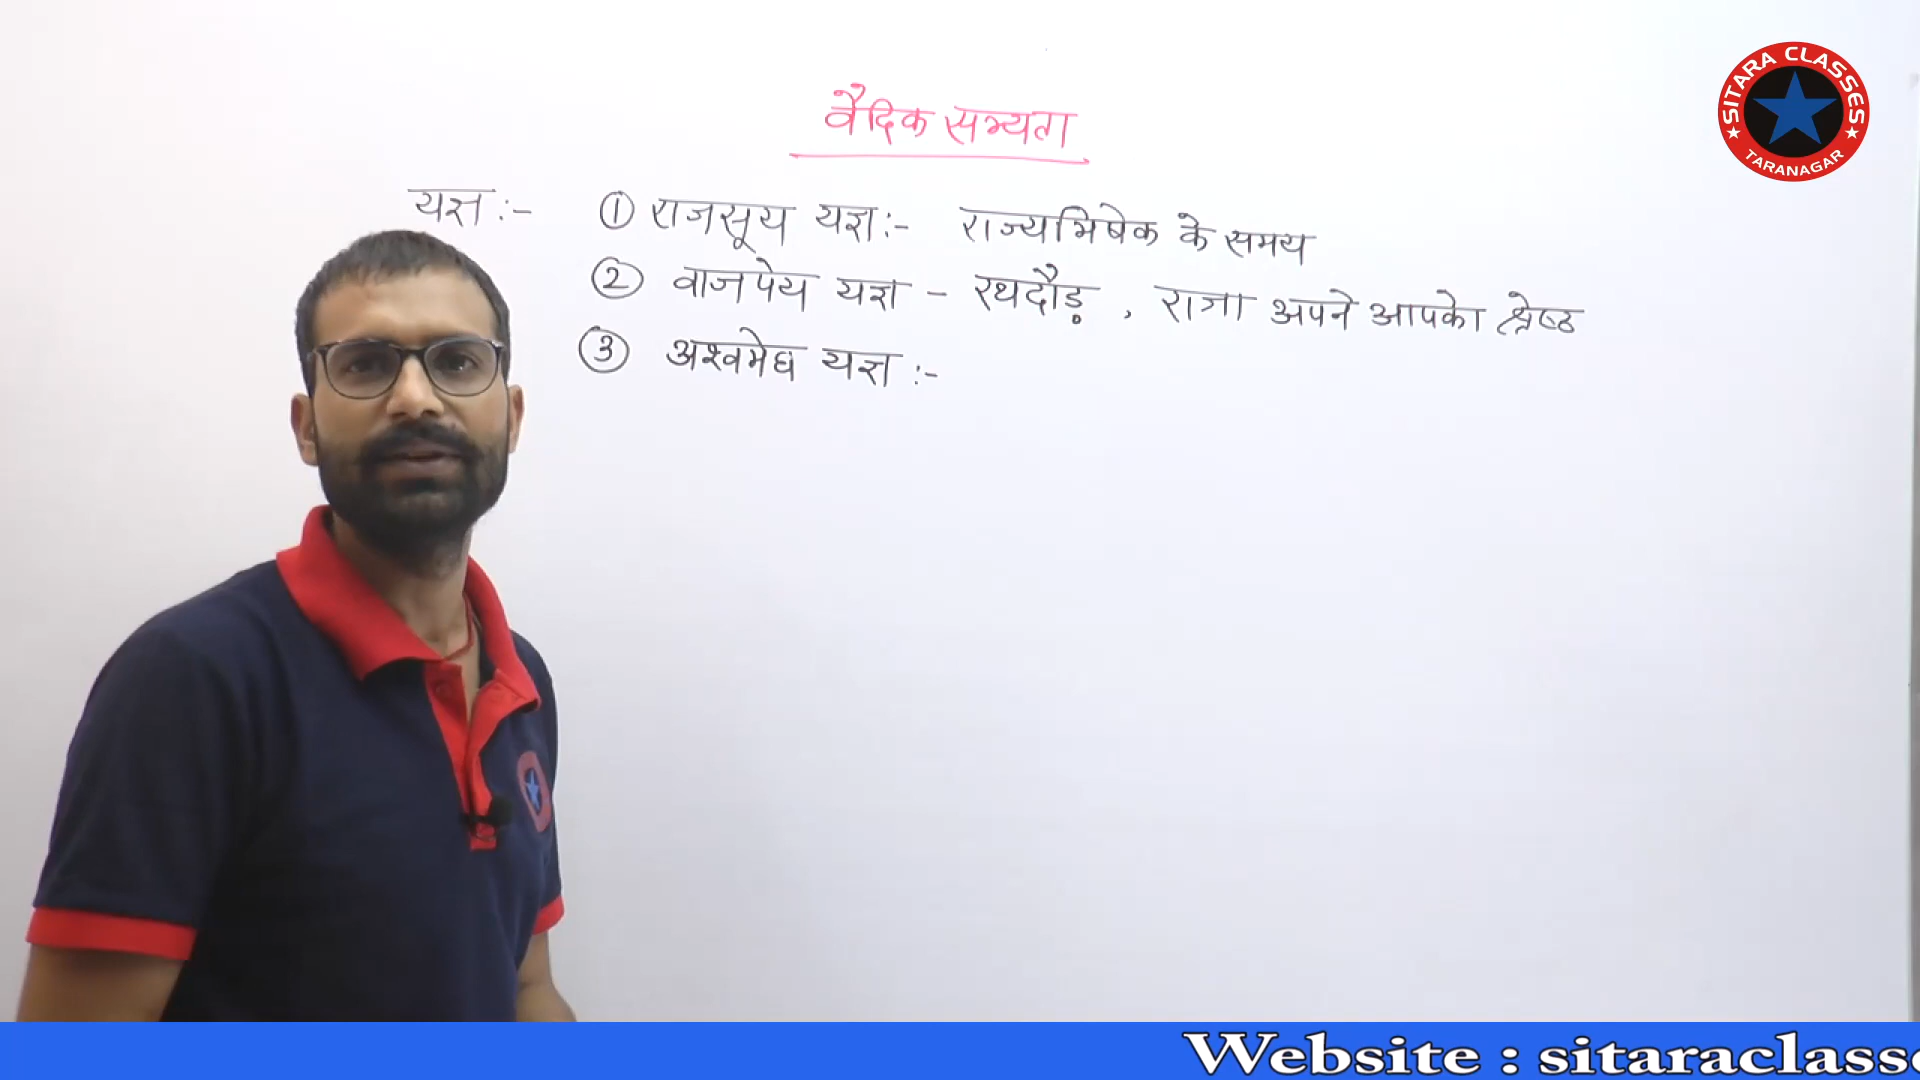 वैदिक सभ्यता
यज्ञ :- ① राजसूय यज्ञ :- राज्यभिषेक के समय
② वाजपेय यज्ञ - रथदौड़ , राजा अपने आपको श्रेष्ठ
③ अश्वमेध यज्ञ :-
SITARA CLASSES
TARANAGAR
Website : sitaraclasse